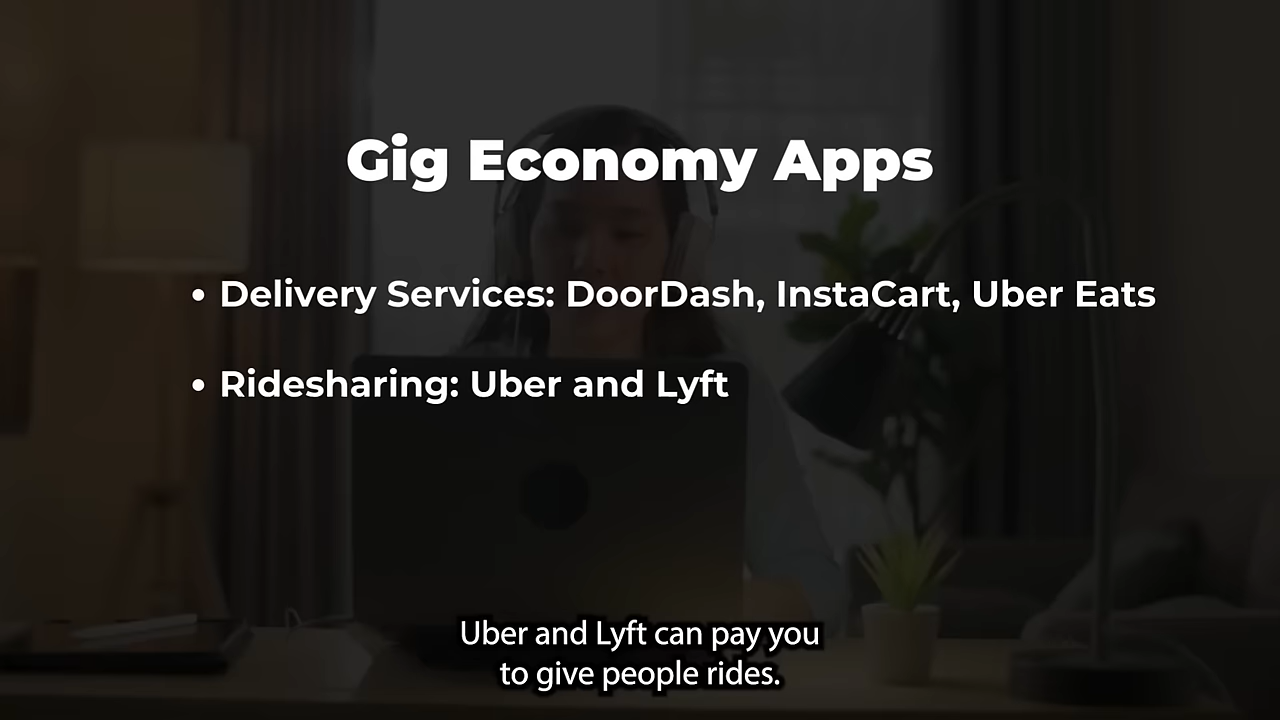 Gig Economy Apps
• Delivery Services: DoorDash, InstaCart, Uber Eats
• Ridesharing: Uber and Lyft
Uber and Lyft can pay you
to give people rides.